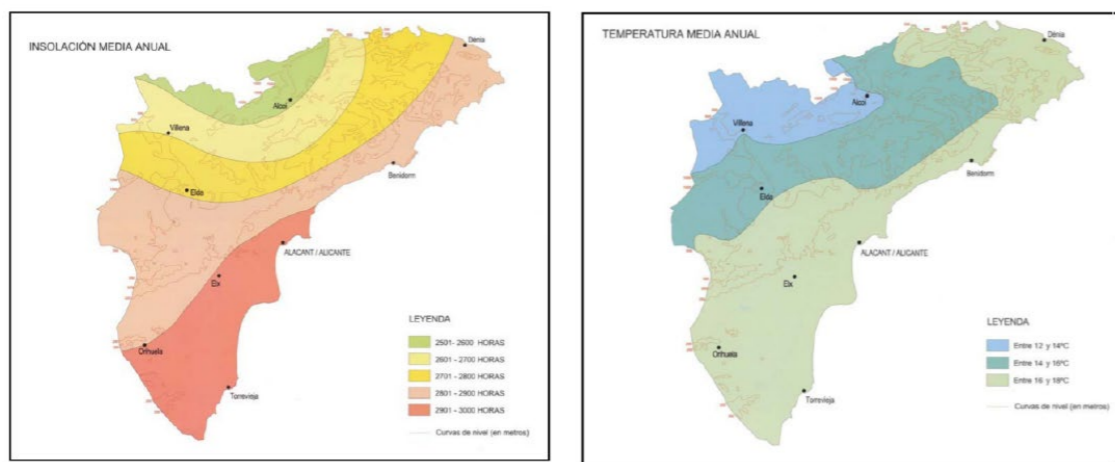 INSOLACIÓN MEDIA ANUAL
Dénia
Alcoi
Villena
Benidorm
Elda
ALACANT / ALICANTE
Elx
LEYENDA
2501- 2600 HORAS
2601 - 2700 HORAS
2701 - 2800 HORAS
Orihuela
2801 - 2900 HORAS
2901 - 3000 HORAS
Torrevieja
Curvas de nivel (en metros)
TEMPERATURA MEDIA ANUAL
Dénia
Alcoi
Villena
Benidorm
Elda
ALACANT / ALICANTE
Elx
LEYENDA
Entre 12 y 14ºC
Orihuela
Entre 14 y 16ºC
Entre 16 y 18ºC
Torrevieja
Curvas de nivel (en metros)